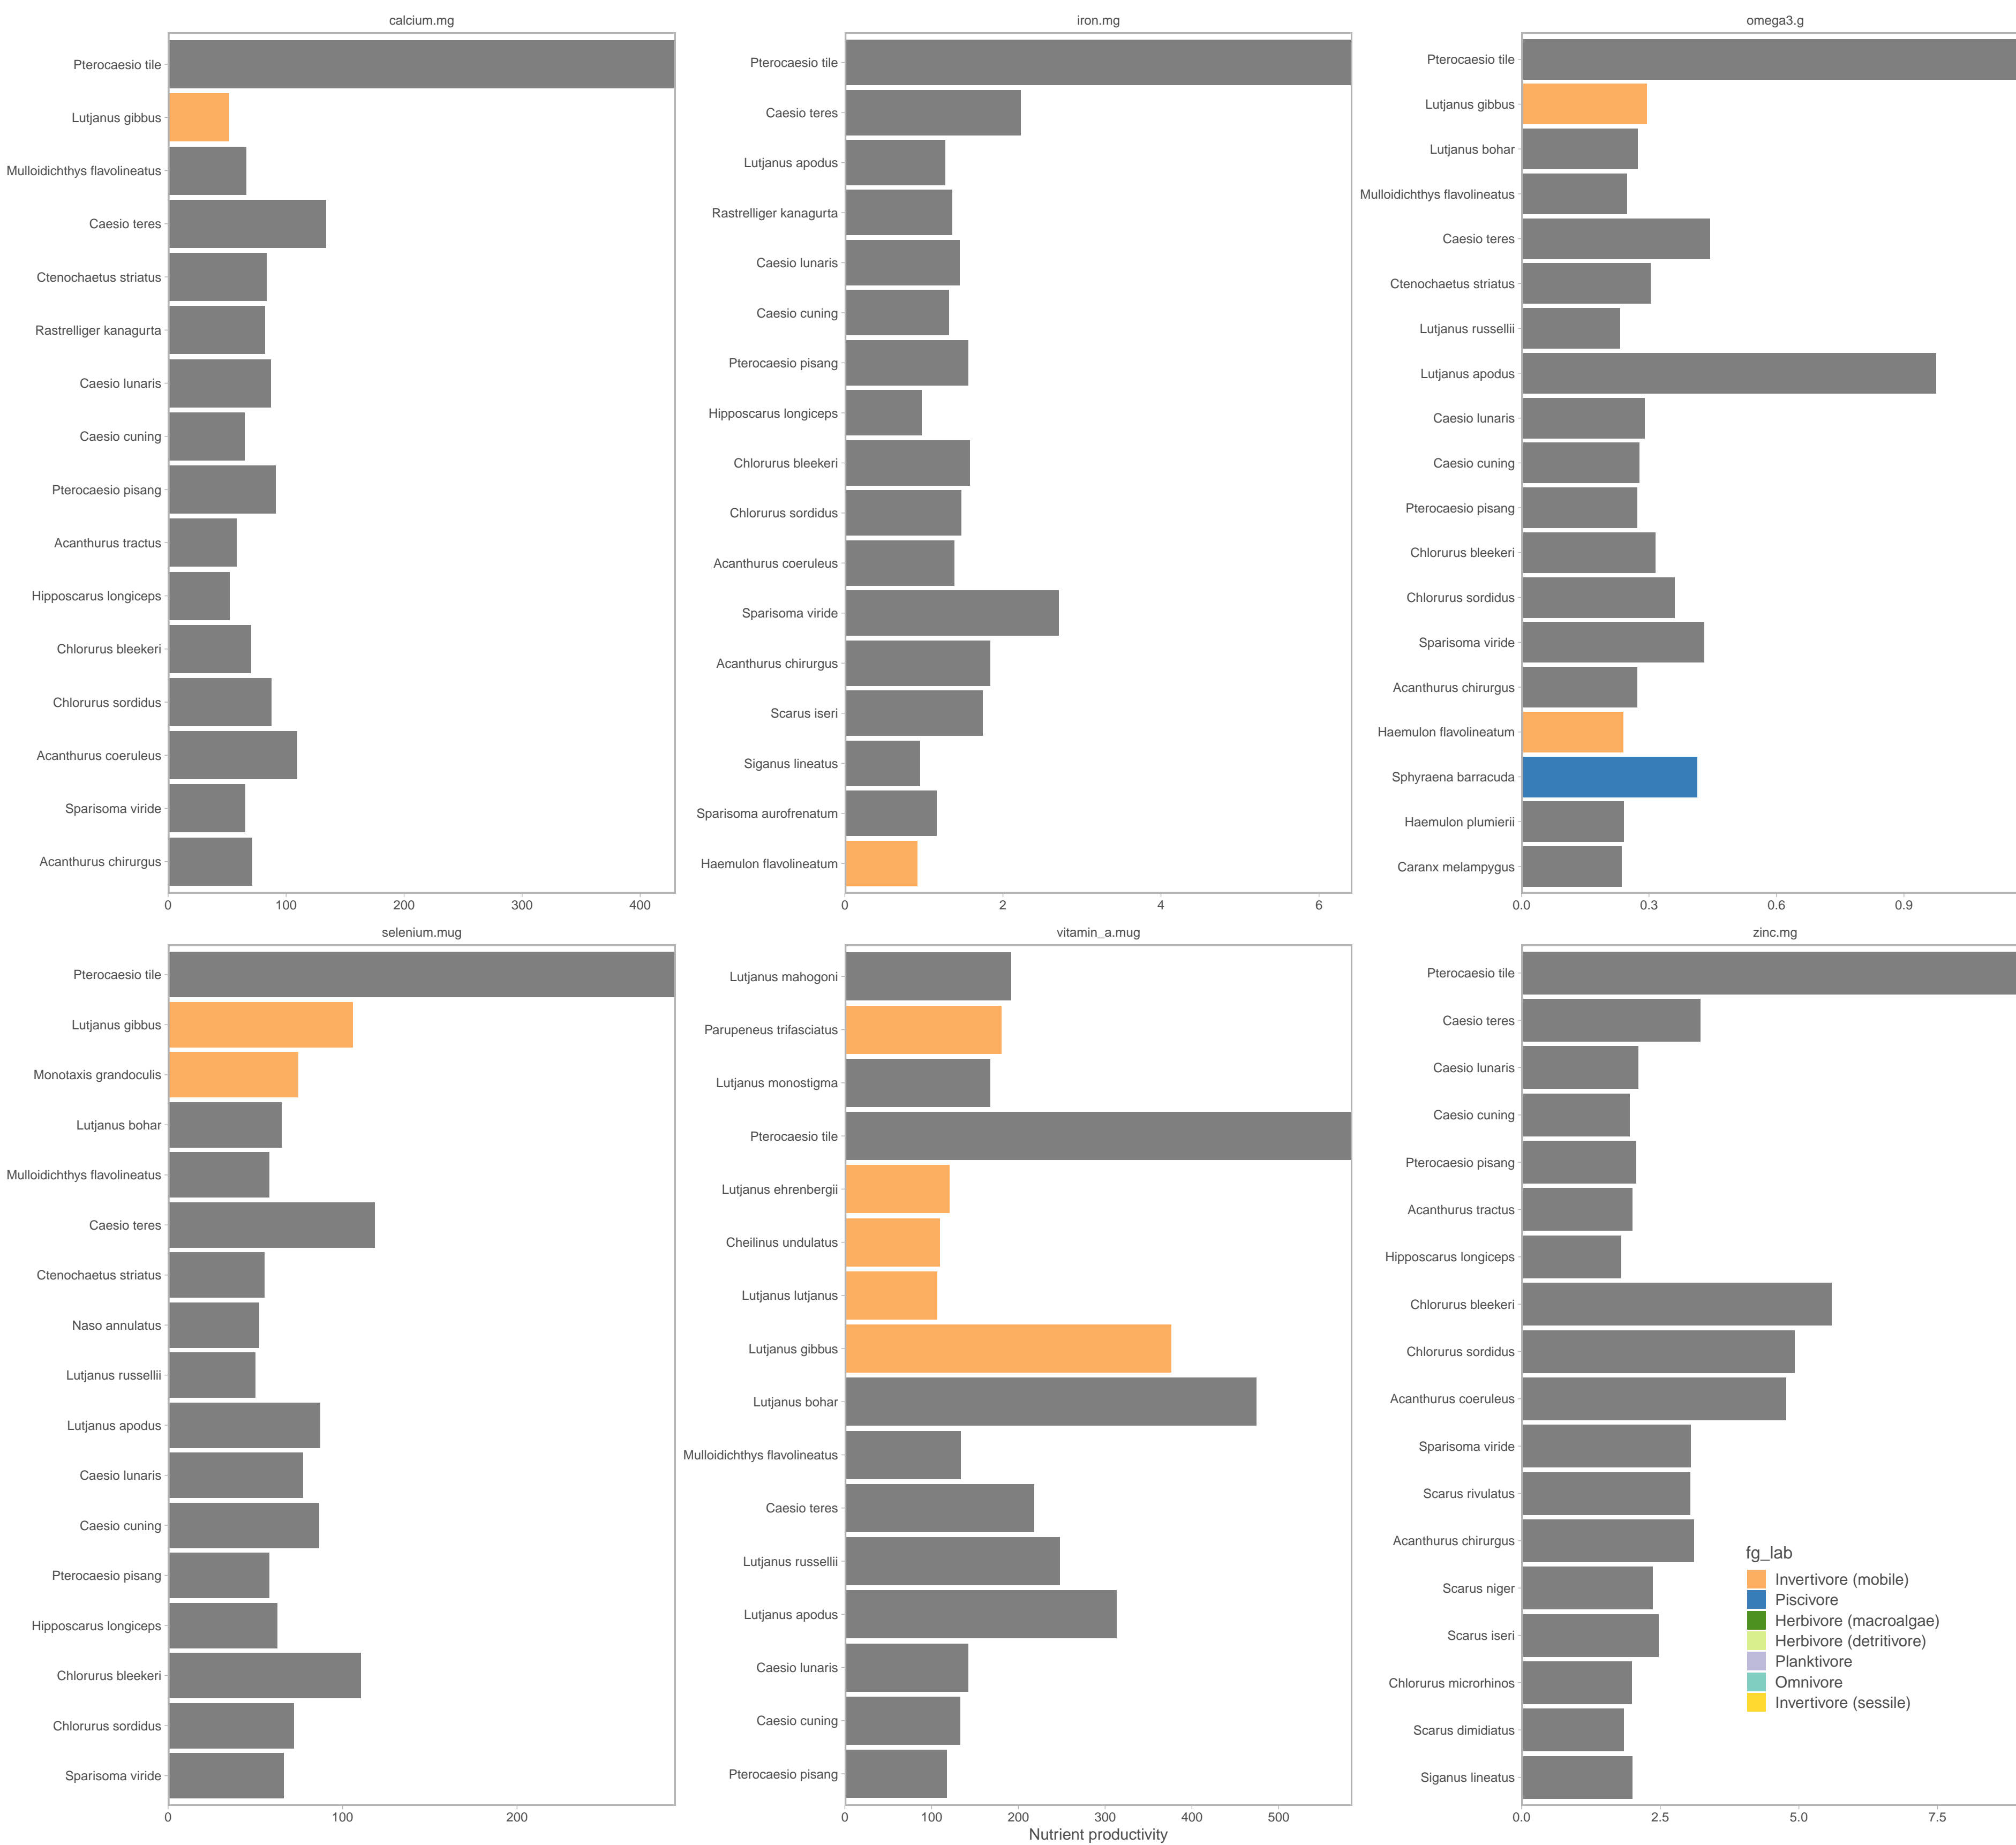 calcium.mg
Pterocaesio tile
Lutjanus gibbus
Mulloidichthys flavolineatus
Caesio teres
Ctenochaetus striatus
Rastrelliger kanagurta
Caesio lunaris
Caesio cuning
Pterocaesio pisang
Acanthurus tractus
Hipposcarus longiceps
Chlorurus bleekeri
Chlorurus sordidus
Acanthurus coeruleus
Sparisoma viride
Acanthurus chirurgus
0 100 200 300 400
iron.mg
Pterocaesio tile
Caesio teres
Lutjanus apodus
Rastrelliger kanagurta
Caesio lunaris
Caesio cuning
Pterocaesio pisang
Hipposcarus longiceps
Chlorurus bleekeri
Chlorurus sordidus
Acanthurus coeruleus
Sparisoma viride
Acanthurus chirurgus
Scarus iseri
Siganus lineatus
Sparisoma aurofrenatum
Haemulon flavolineatum
0 2 4 6
omega3.g
Pterocaesio tile
Lutjanus gibbus
Lutjanus bohar
Mulloidichthys flavolineatus
Caesio teres
Ctenochaetus striatus
Lutjanus russellii
Lutjanus apodus
Caesio lunaris
Caesio cuning
Pterocaesio pisang
Chlorurus bleekeri
Chlorurus sordidus
Sparisoma viride
Acanthurus chirurgus
Haemulon flavolineatum
Sphyraena barracuda
Haemulon plumierii
Caranx melampygus
0.0 0.3 0.6 0.9
selenium.mug
Pterocaesio tile
Lutjanus gibbus
Monotaxis grandoculis
Lutjanus bohar
Mulloidichthys flavolineatus
Caesio teres
Ctenochaetus striatus
Naso annulatus
Lutjanus russellii
Lutjanus apodus
Caesio lunaris
Caesio cuning
Pterocaesio pisang
Hipposcarus longiceps
Chlorurus bleekeri
Chlorurus sordidus
Sparisoma viride
0 100 200
vitamin_a.mug
Lutjanus mahogoni
Parupeneus trifasciatus
Lutjanus monostigma
Pterocaesio tile
Lutjanus ehrenbergii
Cheilinus undulatus
Lutjanus lutjanus
Lutjanus gibbus
Lutjanus bohar
Mulloidichthys flavolineatus
Caesio teres
Lutjanus russellii
Lutjanus apodus
Caesio lunaris
Caesio cuning
Pterocaesio pisang
0 100 200 300 400 500
Nutrient productivity
zinc.mg
Pterocaesio tile
Caesio teres
Caesio lunaris
Caesio cuning
Pterocaesio pisang
Acanthurus tractus
Hipposcarus longiceps
Chlorurus bleekeri
Chlorurus sordidus
Acanthurus coeruleus
Sparisoma viride
Scarus rivulatus
Acanthurus chirurgus
Scarus niger
Scarus iseri
Chlorurus microrhinos
Scarus dimidiatus
Siganus lineatus
0.0 2.5 5.0 7.5
fg_lab
Invertivore (mobile)
Piscivore
Herbivore (macroalgae)
Herbivore (detritivore)
Planktivore
Omnivore
Invertivore (sessile)